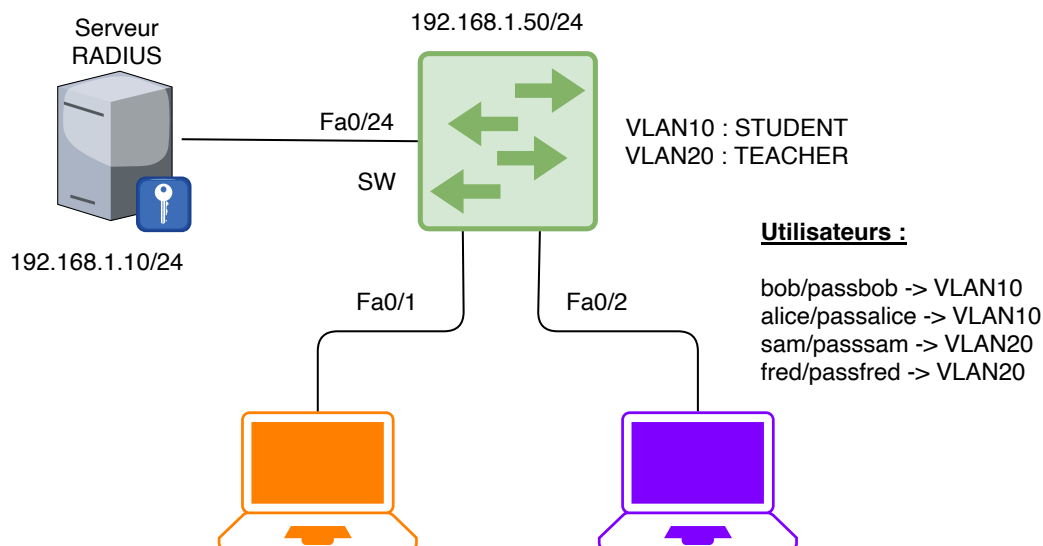 Serveur
RADIUS
192.168.1.50/24
Fa0/24
SW
VLAN10 : STUDENT
VLAN20 : TEACHER
192.168.1.10/24
Fa0/1
Fa0/2
Utilisateurs :
bob/passbob -> VLAN10
alice/passalice -> VLAN10
sam/passsam -> VLAN20
fred/passfred -> VLAN20